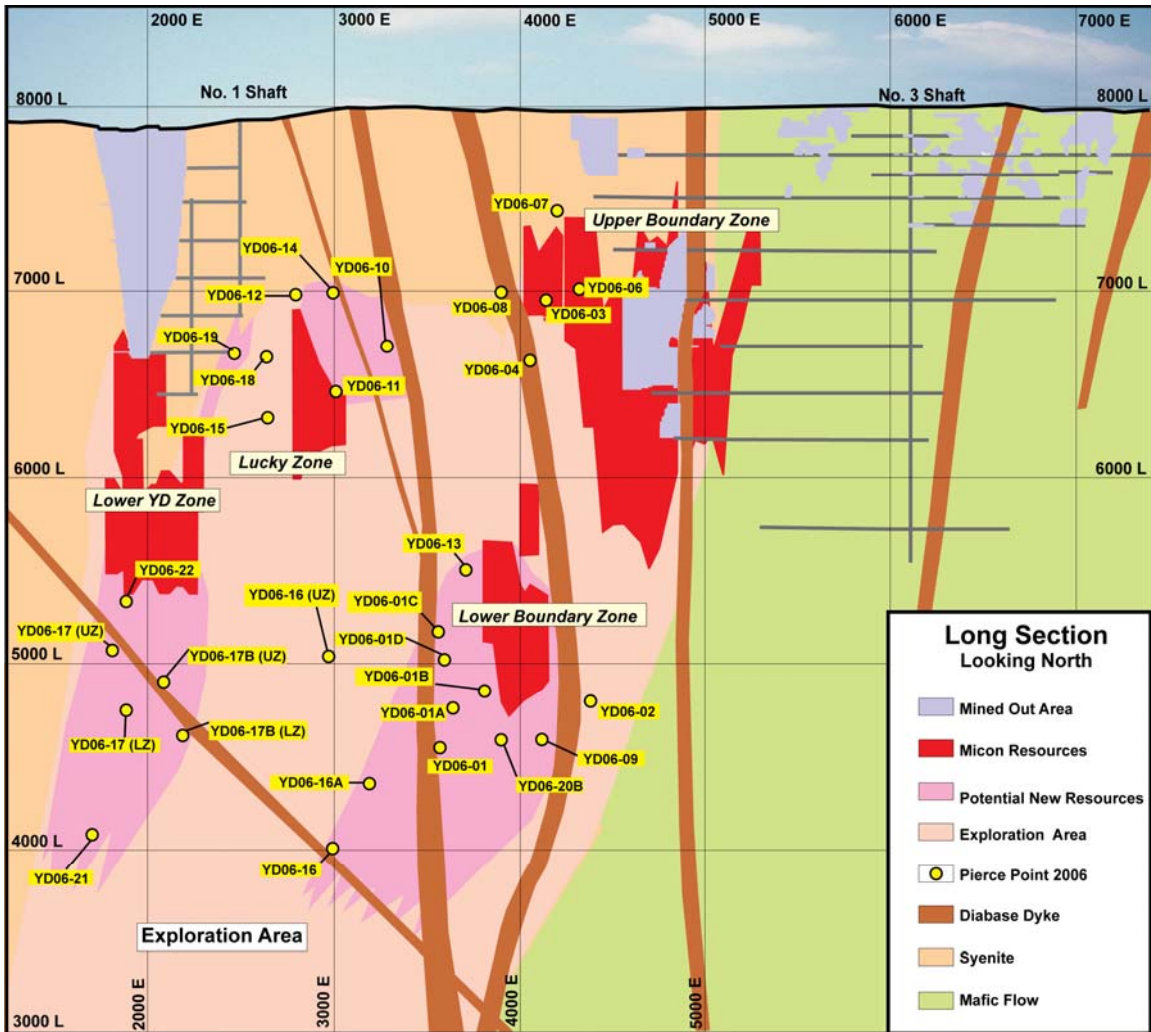 2000 E
3000 E
4000 E
5000 E
6000 E
7000 E
No. 1 Shaft
No. 3 Shaft
8000 L
8000 L
YD06-07
Upper Boundary Zone
YD06-14
YD06-10
7000 L
7000 L
YD06-12
YD06-08
YD06-06
YD06-03
YD06-19
YD06-18
YD06-04
YD06-11
YD06-15
Lucky Zone
6000 L
6000 L
Lower YD Zone
YD06-13
YD06-22
YD06-16 (UZ)
YD06-01C
Lower Boundary Zone
YD06-17 (UZ)
YD06-01D
5000 L
YD06-17B (UZ)
YD06-01B
YD06-01A
YD06-02
YD06-17 (LZ)
YD06-17B (LZ)
YD06-01
YD06-09
YD06-16A
YD06-20B
4000 L
YD06-16
YD06-21
Exploration Area
3000 L
2000 E
3000 E
4000 E
5000 E
Long Section
Looking North
Mined Out Area
Micon Resources
Potential New Resources
Exploration Area
Pierce Point 2006
Diabase Dyke
Syenite
Mafic Flow